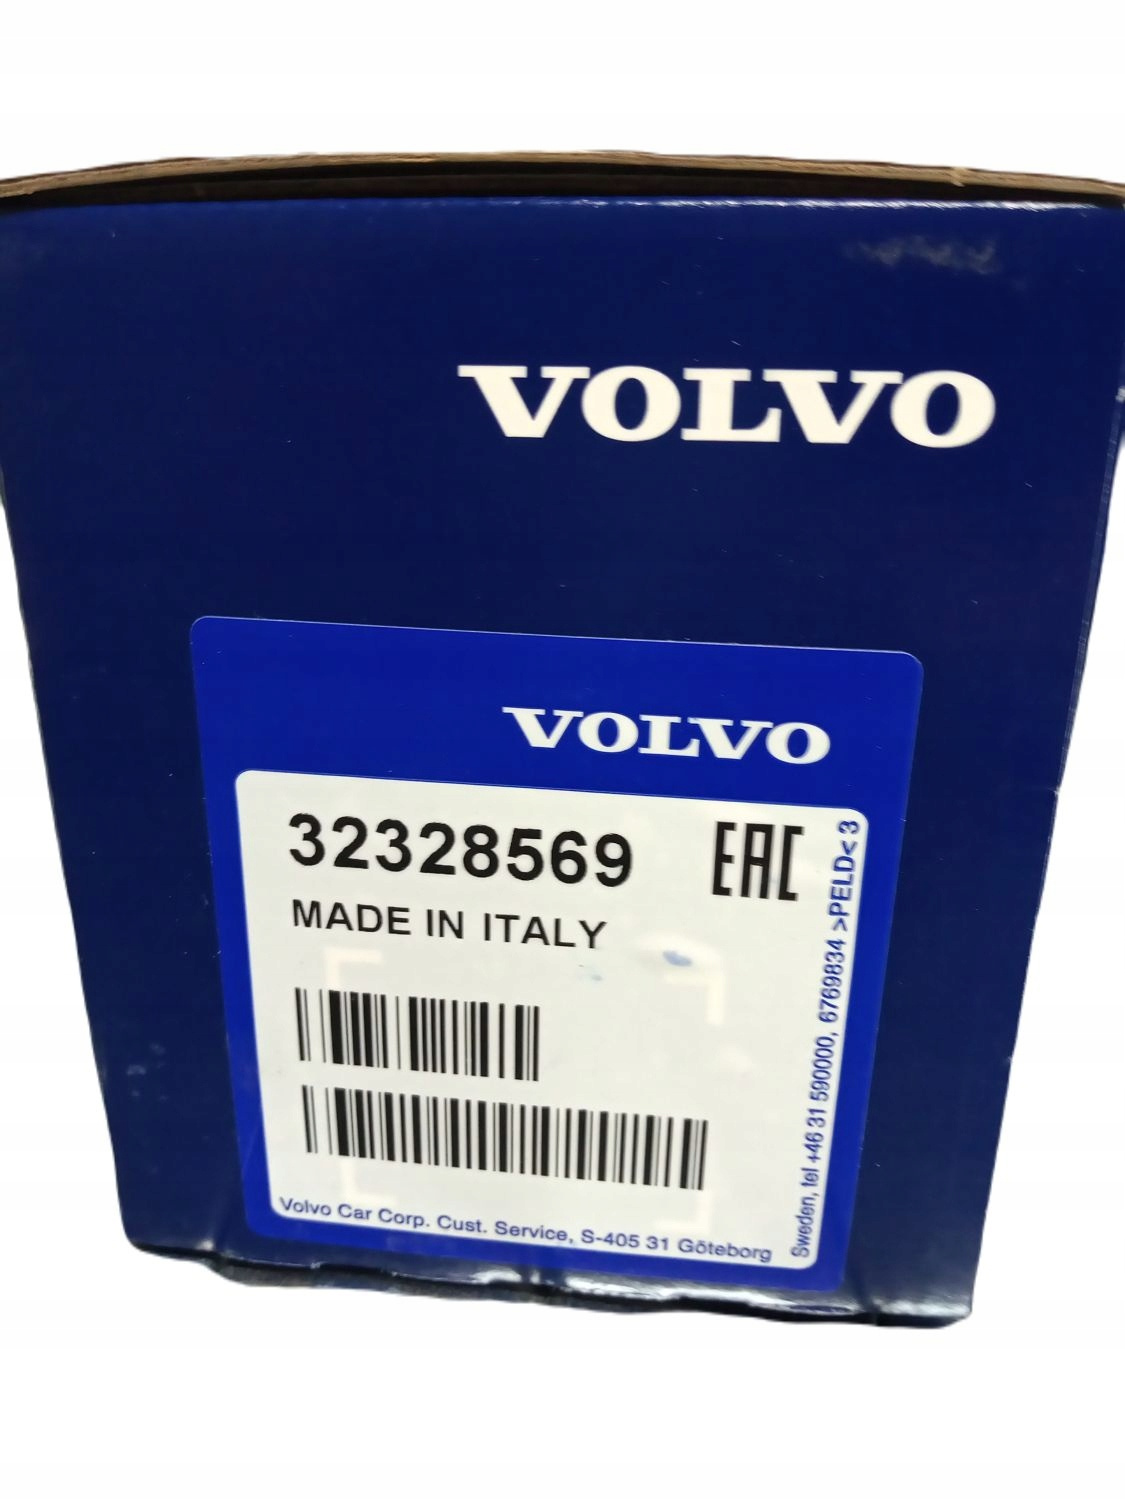 VOLVO
VOLVO
32328569
EAC
MADE IN ITALY
Volvo Car Corp. Cust. Service, S-405 31 Göteborg
Sweden, tel +46 31 590000, 6769834 >PELD< 3